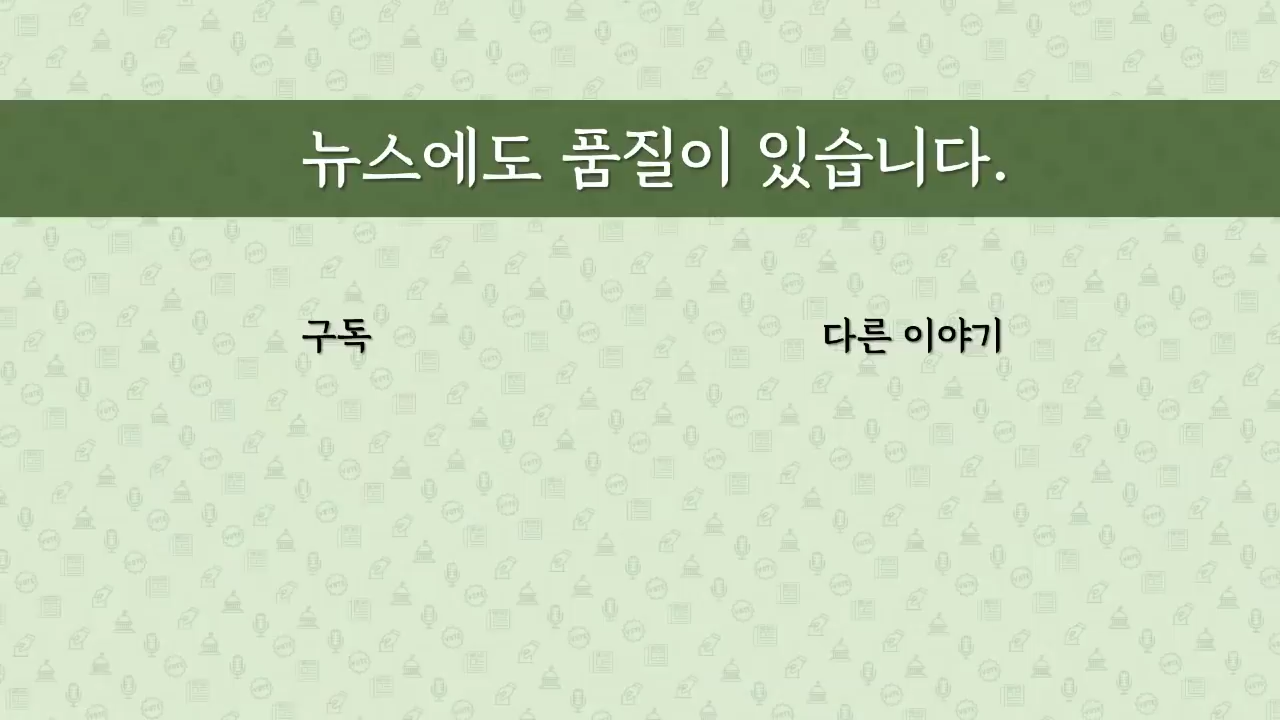 뉴스에도 품질이 있습니다.
구독
다른 이야기